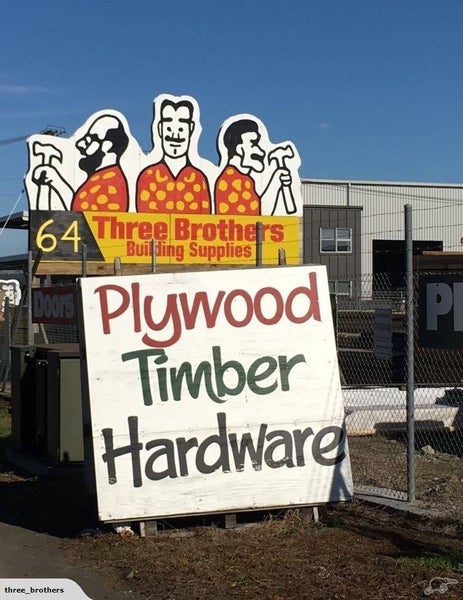 64
Three Brothers
Building Supplies
Doors
Plywood
Timber
Hardware
three_brothers